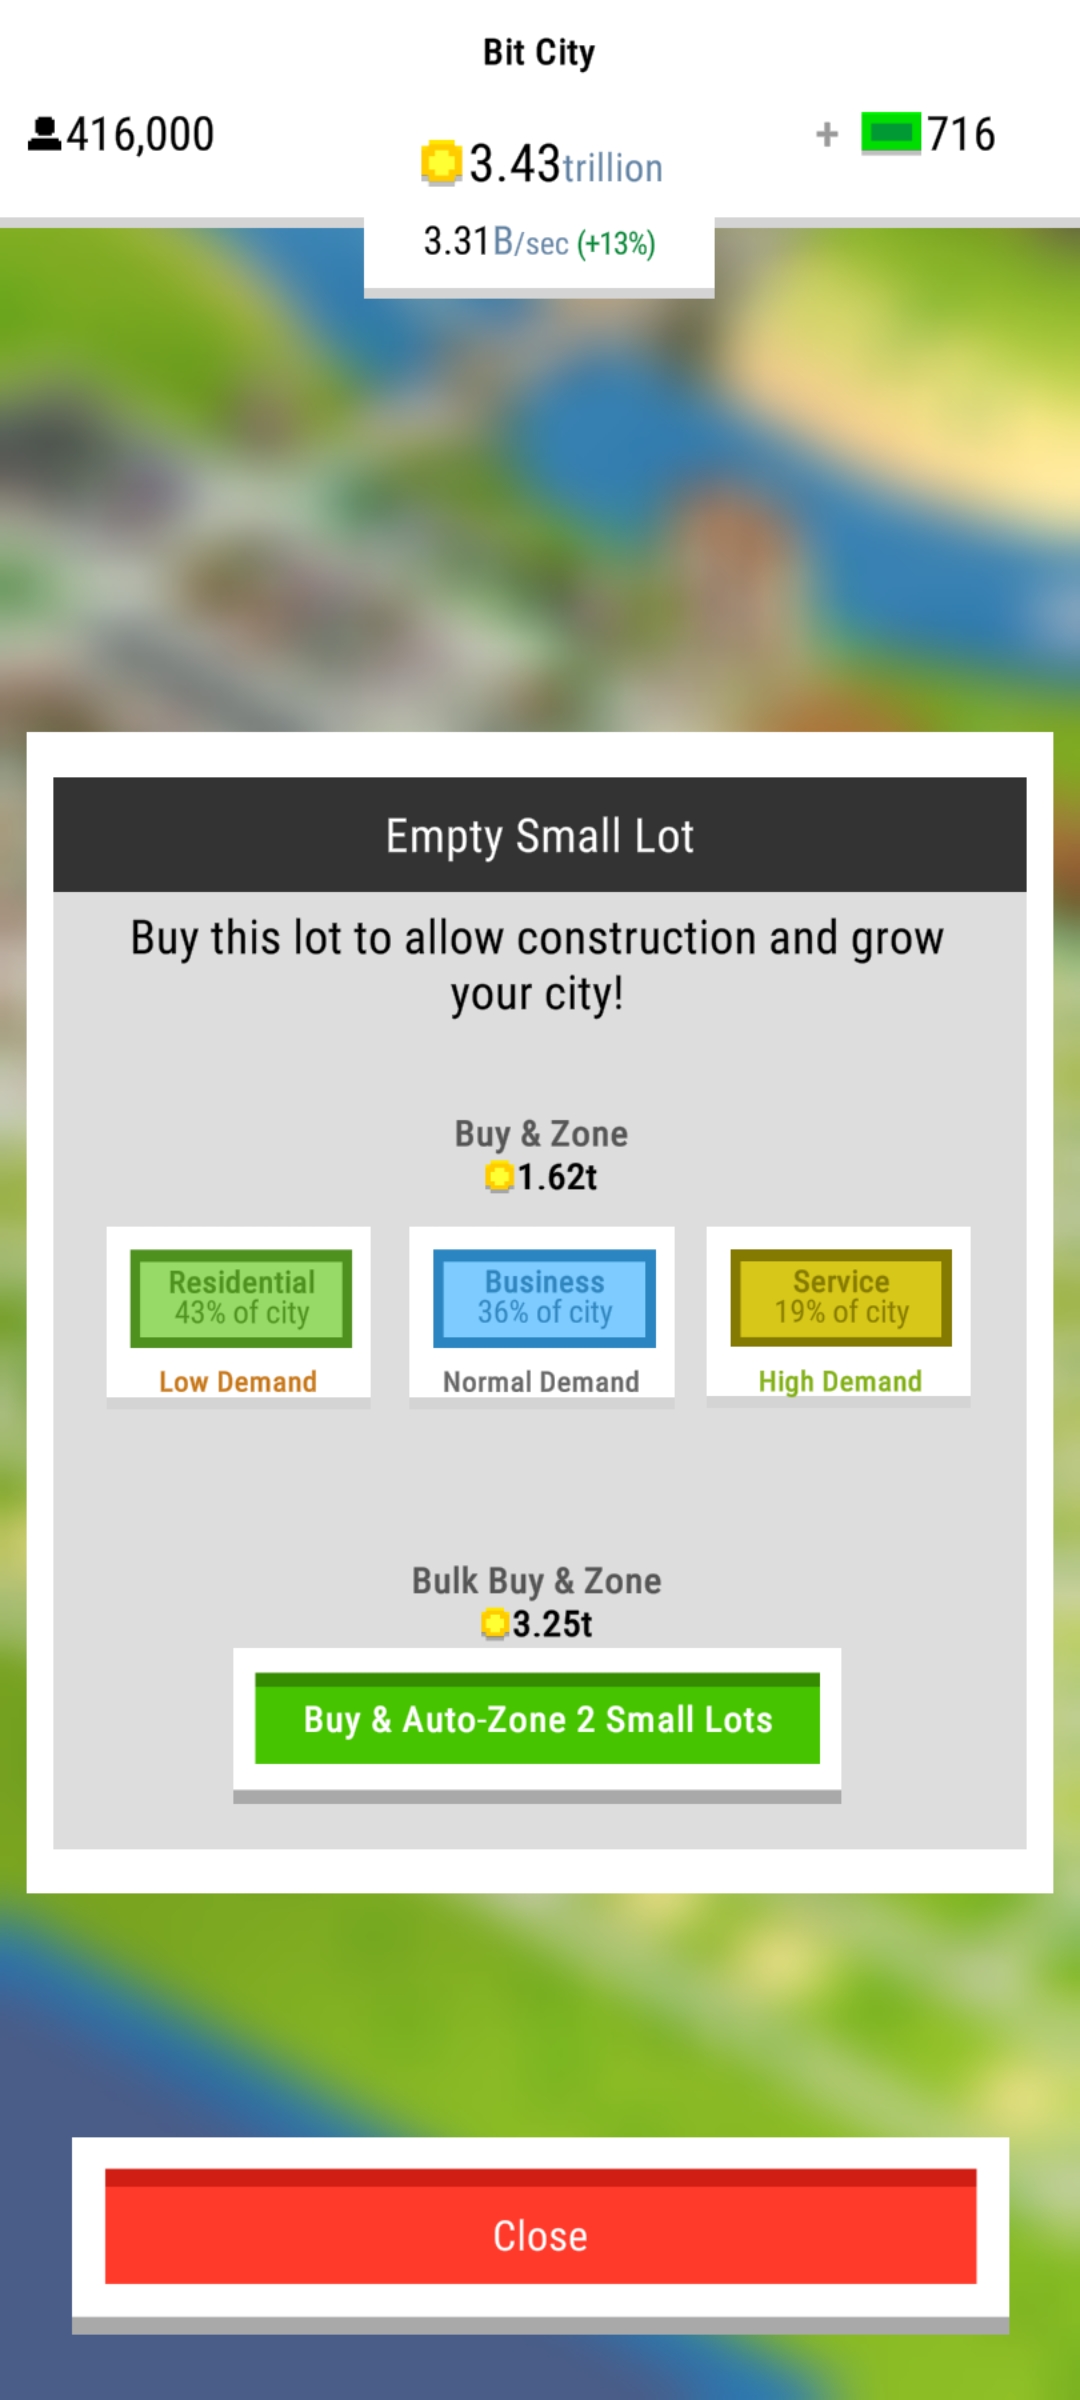 Bit City
416,000
3.43trillion
+ 716
3.31B/sec (+13%)
Empty Small Lot
Buy this lot to allow construction and grow
your city!
Buy & Zone
1.62t
Residential
43% of city
Low Demand
Business
36% of city
Normal Demand
Service
19% of city
High Demand
Bulk Buy & Zone
3.25t
Buy & Auto-Zone 2 Small Lots
Close